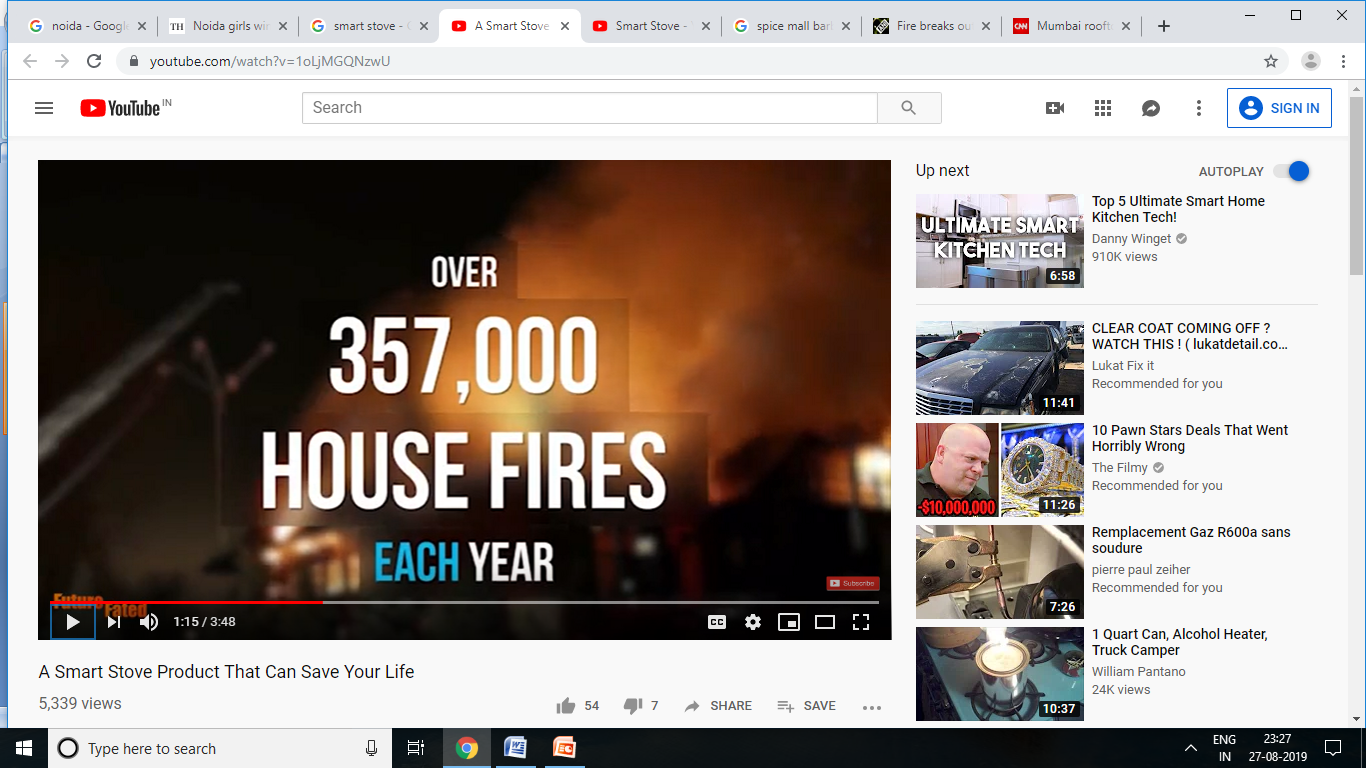 noida - Googl
Noida girls wi
smart stove - 
A Smart Stove
Smart Stove -
spice mall bar
Fire breaks ou
CNN
Mumbai roofto
youtube.com/watch?v=1oLjMGQNzwU
YouTube IN
Search
SIGN IN
OVER
357,000
HOUSE FIRES
EACH YEAR
Subscribe
Future
Fated
1:15 / 3:48
CC
A Smart Stove Product That Can Save Your Life
5,339 views
54
7
SHARE
SAVE
Up next
AUTOPLAY
ULTIMATE SMART
KITCHEN TECH
6:58
Top 5 Ultimate Smart Home
Kitchen Tech!
Danny Winget
910K views
11:41
CLEAR COAT COMING OFF ?
WATCH THIS ! ( lukatdetail.co...
Lukat Fix it
Recommended for you
-$10,000,000
11:26
10 Pawn Stars Deals That Went
Horribly Wrong
The Filmy
Recommended for you
7:26
Remplacement Gaz R600a sans
soudure
pierre paul zeiher
Recommended for you
10:37
1 Quart Can, Alcohol Heater,
Truck Camper
William Pantano
24K views
Type here to search
ENG
IN
23:27
27-08-2019